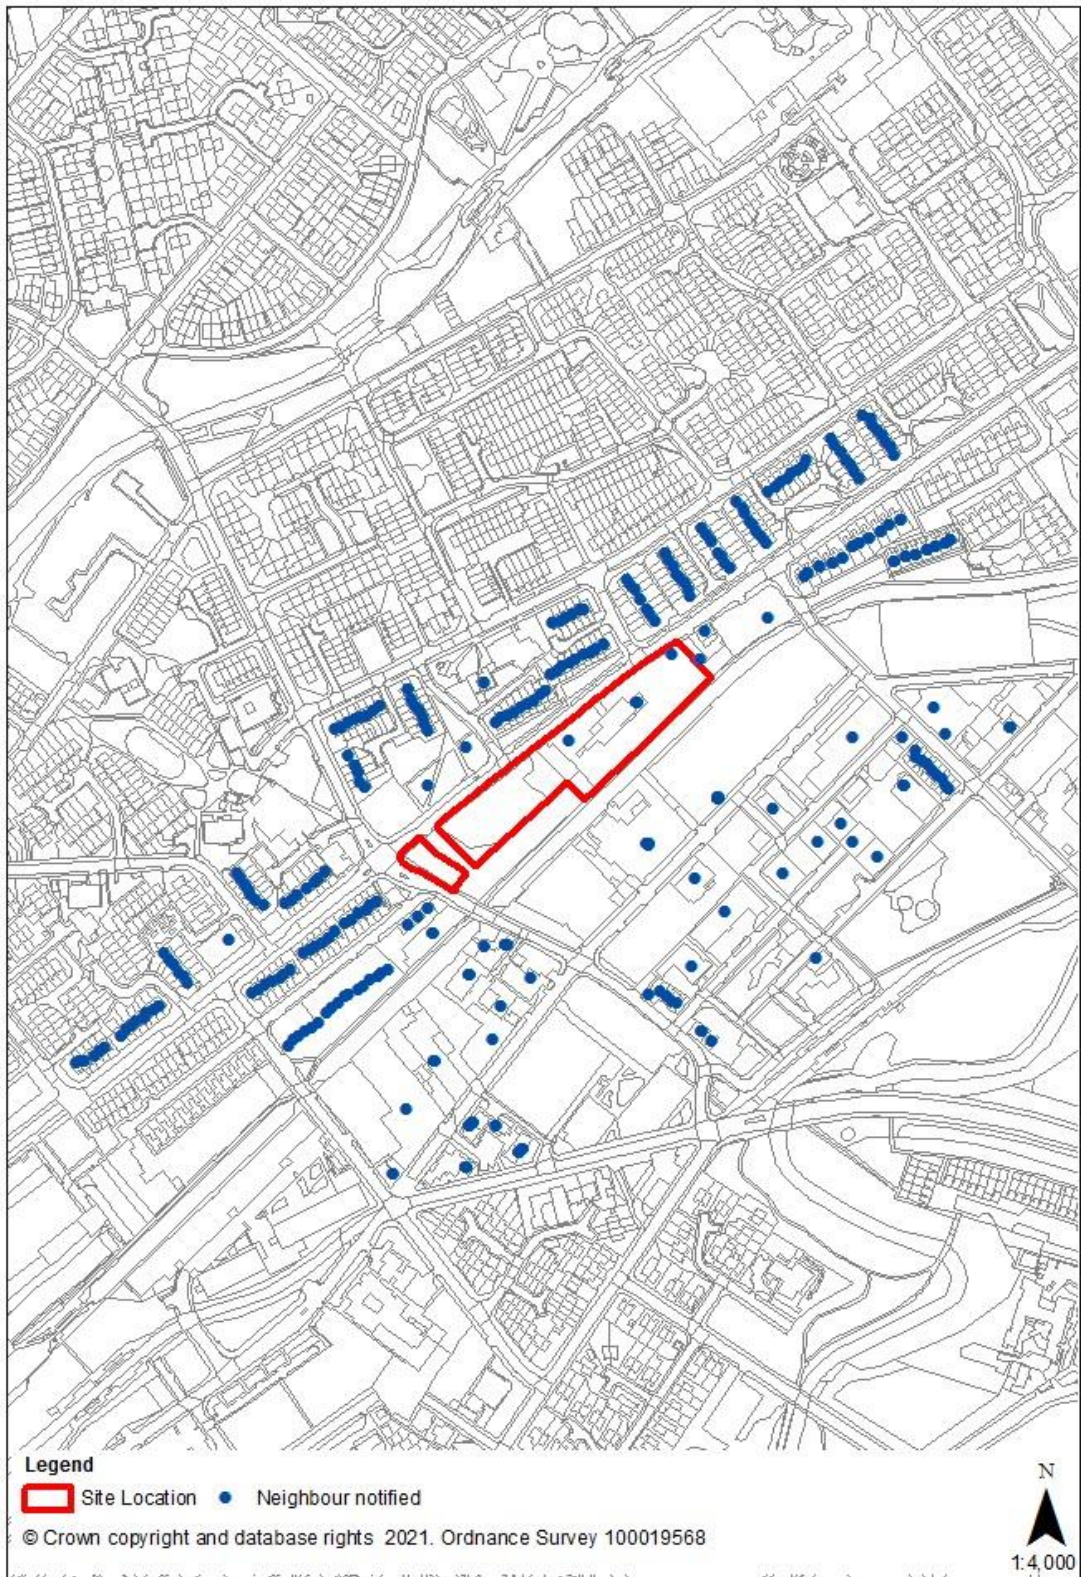 Legend
Site Location
Neighbour notified
N
© Crown copyright and database rights 2021. Ordnance Survey 100019568
1:4,000